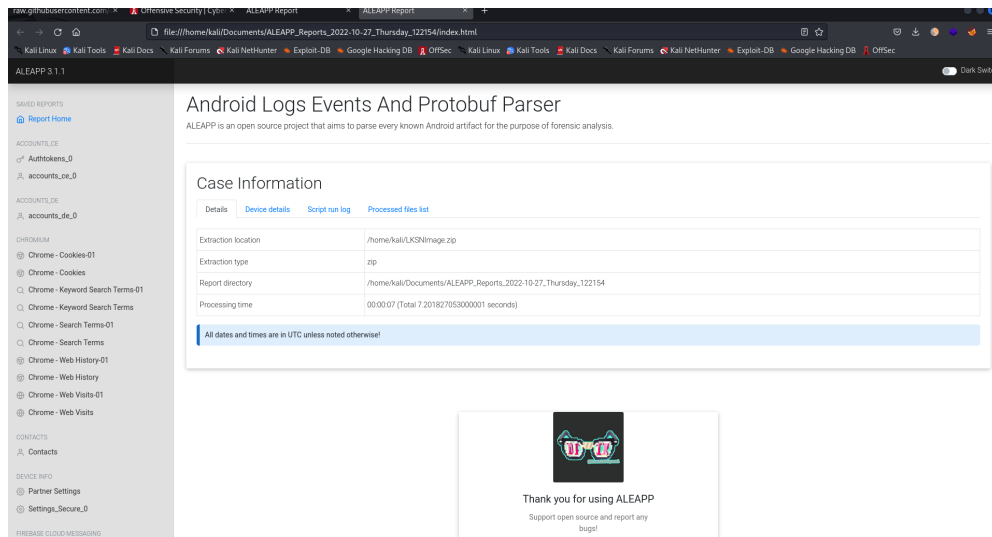 raw.githubusercontent.com/ ×
Offensive Security | Cyber ×
ALEAPP Report ×
ALEAPP Report × +
file:///home/kali/Documents/ALEAPP_Reports_2022-10-27_Thursday_122154/index.html
Kali Linux Kali Tools Kali Docs Kali Forums Kali NetHunter Exploit-DB Google Hacking DB OffSec Kali Linux Kali Tools Kali Docs Kali Forums Kali NetHunter Exploit-DB Google Hacking DB OffSec
ALEAPP 3.1.1
Dark Swit
SAVED REPORTS
Report Home
ACCOUNTS_CE
Authtokens_0
accounts_ce_0
ACCOUNTS_DE
accounts_de_0
CHROMIUM
Chrome - Cookies-01
Chrome - Cookies
Chrome - Keyword Search Terms-01
Chrome - Keyword Search Terms
Chrome - Search Terms-01
Chrome - Search Terms
Chrome - Web History-01
Chrome - Web History
Chrome - Web Visits-01
Chrome - Web Visits
CONTACTS
Contacts
DEVICE INFO
Partner Settings
Settings_Secure_0
FIREBASE CLOUD MESSAGING
Android Logs Events And Protobuf Parser
ALEAPP is an open source project that aims to parse every known Android artifact for the purpose of forensic analysis.
Case Information
Details Device details Script run log Processed files list
Extraction location /home/kali/LKSNImage.zip
Extraction type zip
Report directory /home/kali/Documents/ALEAPP_Reports_2022-10-27_Thursday_122154
Processing time 00:00:07 (Total 7.201827053000001 seconds)
All dates and times are in UTC unless noted otherwise!
Thank you for using ALEAPP
Support open source and report any
bugs!